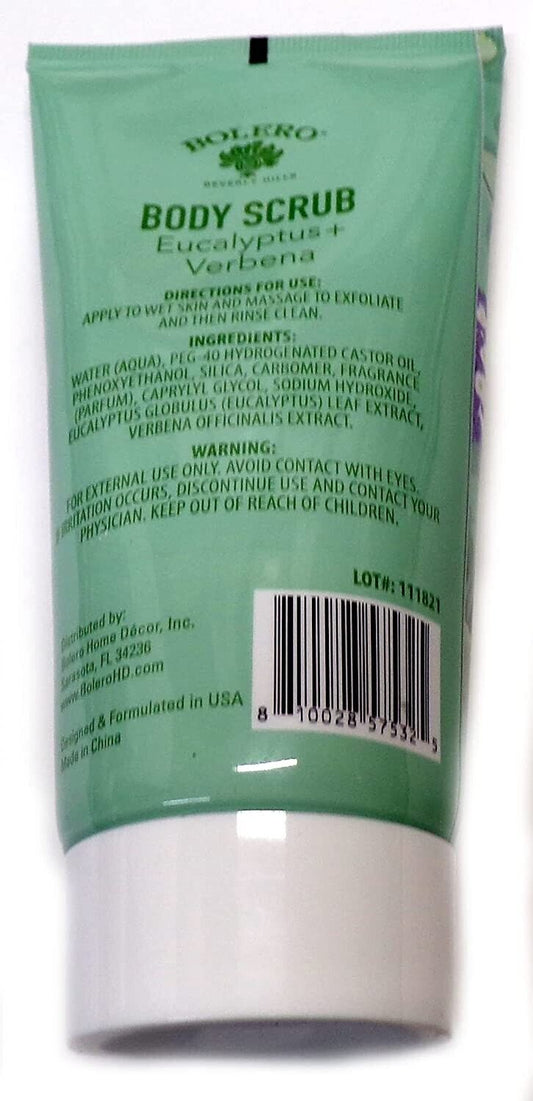 BOLERO
BEVERLY HILLS
BODY SCRUB
Eucalyptus +
Verbena
DIRECTIONS FOR USE:
APPLY TO WET SKIN AND MASSAGE TO EXFOLIATE
AND THEN RINSE CLEAN.
INGREDIENTS:
WATER (AQUA), PEG-40 HYDROGENATED CASTOR OIL,
PHENOXYETHANOL, SILICA, CARBOMER, FRAGRANCE
(PARFUM), CAPRYLYL GLYCOL, SODIUM HYDROXIDE,
EUCALYPTUS GLOBULUS (EUCALYPTUS) LEAF EXTRACT,
VERBENA OFFICINALIS EXTRACT.
WARNING:
FOR EXTERNAL USE ONLY. AVOID CONTACT WITH EYES.
IRRITATION OCCURS, DISCONTINUE USE AND CONTACT YOUR
PHYSICIAN. KEEP OUT OF REACH OF CHILDREN.
LOT#: 111821
Distributed by:
Bolero Home Décor, Inc.
Sarasota, FL 34236
www.BoleroHD.com
Designed & Formulated in USA
Made in China
8 10028 57532 5